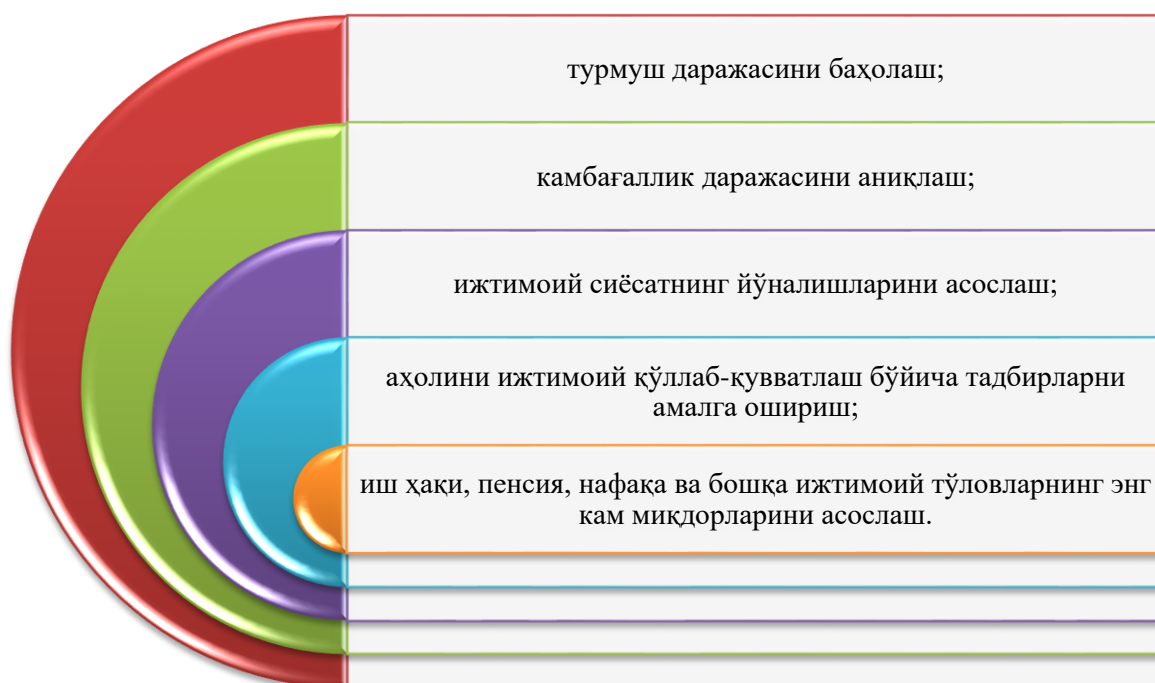 турмуш даражасини баҳолаш;
камбағаллик даражасини аниқлаш;
ижтимоий сиёсатнинг йўналишларини асослаш;
аҳолини ижтимоий қўллаб-қувватлаш бўйича тадбирларни
амалга ошириш;
иш ҳақи, пенсия, нафақа ва бошқа ижтимоий тўловларнинг энг
кам миқдорларини асослаш.